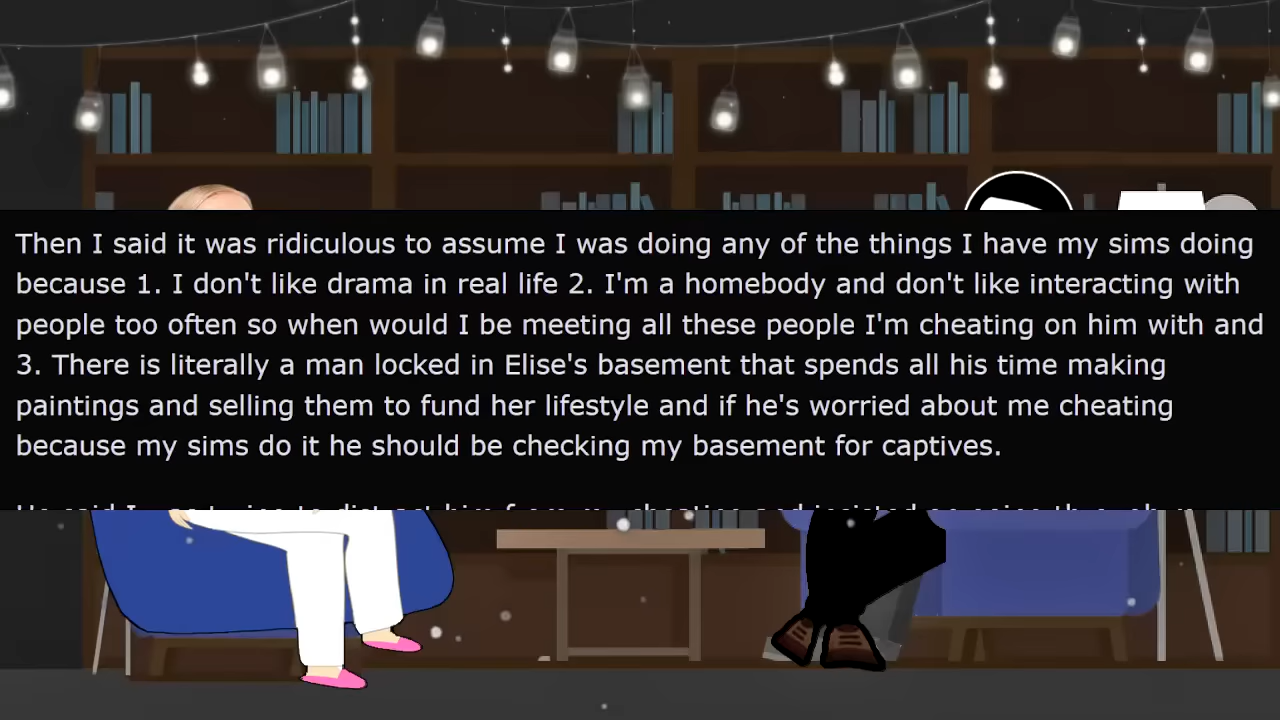 Then I said it was ridiculous to assume I was doing any of the things I have my sims doing
because 1. I don't like drama in real life 2. I'm a homebody and don't like interacting with
people too often so when would I be meeting all these people I'm cheating on him with and
3. There is literally a man locked in Elise's basement that spends all his time making
paintings and selling them to fund her lifestyle and if he's worried about me cheating
because my sims do it he should be checking my basement for captives.